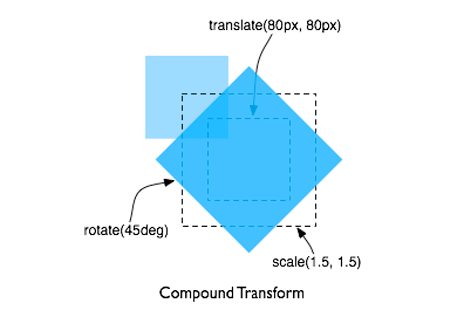 translate(80px, 80px)
rotate(45deg)
scale(1.5, 1.5)
Compound Transform